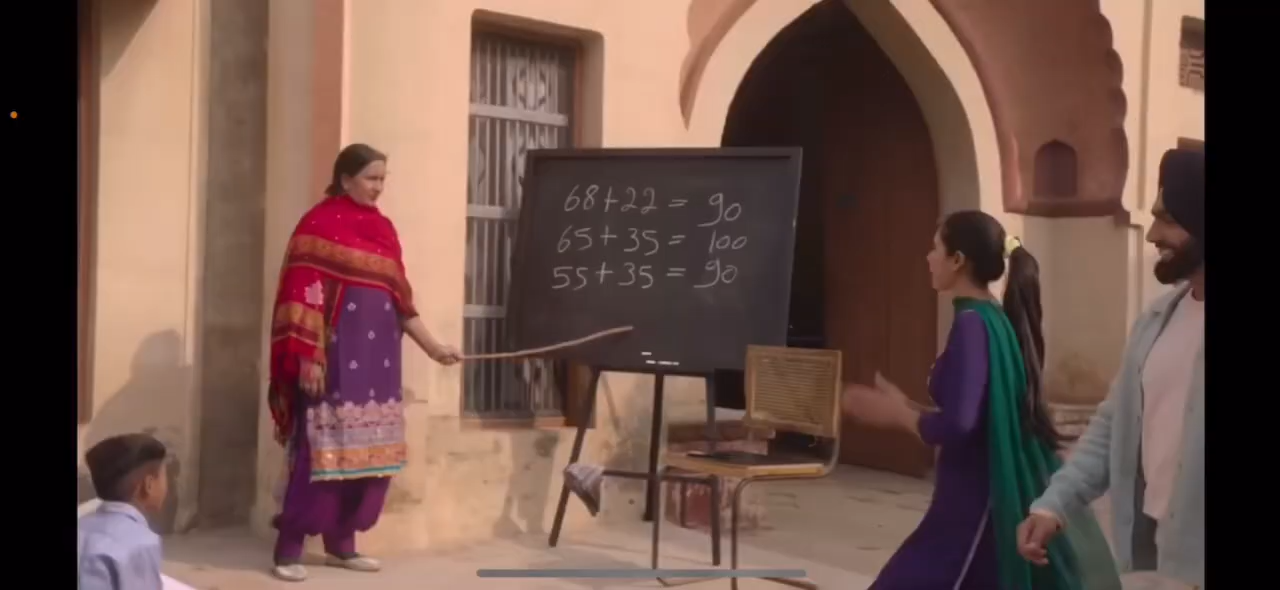 68+22 = 90
65+35 = 100
55+35 = 90